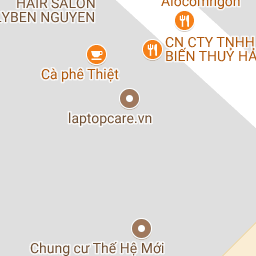 HAIR SALON
LYBEN NGUYEN
Alocomngon
CN CTY TNHH
BIỂN THUỶ HẢ
Cà phê Thiệt
laptopcare.vn
Chung cư Thế Hệ Mới